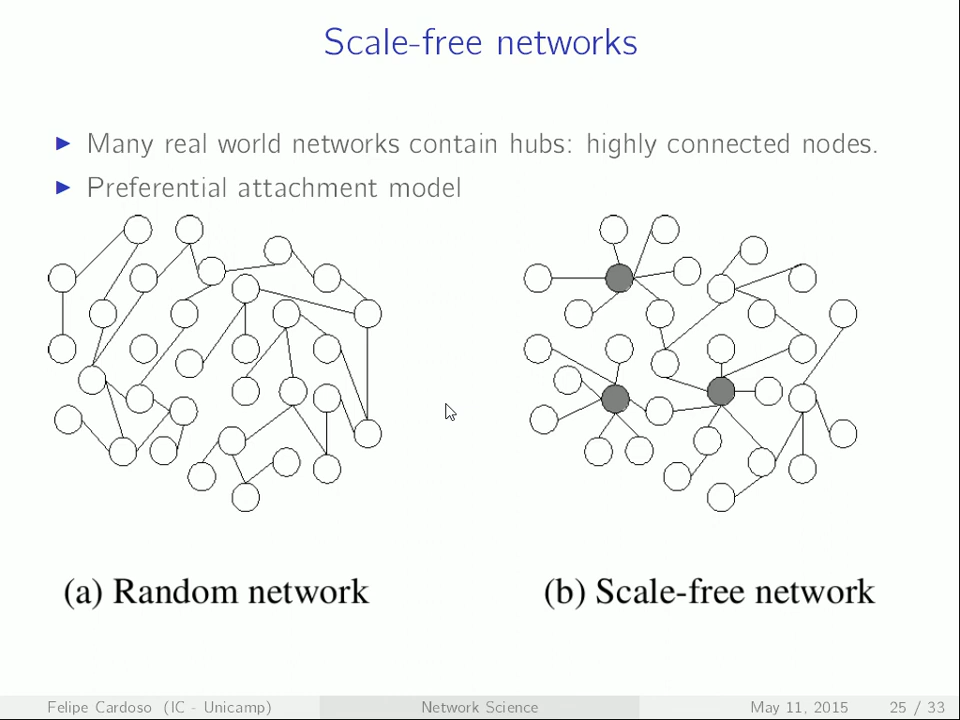 Scale-free networks
Many real world networks contain hubs: highly connected nodes.
Preferential attachment model
(a) Random network
(b) Scale-free network
Felipe Cardoso (IC - Unicamp)
Network Science
May 11, 2015
25 / 33